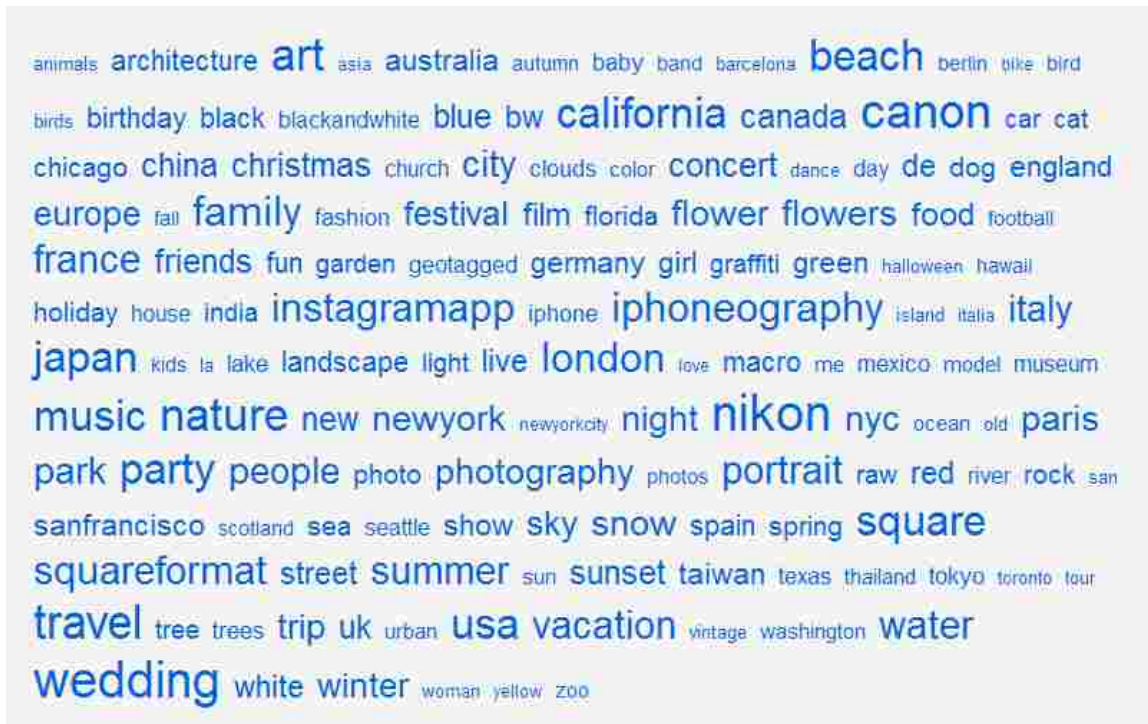 animals architecture art asia australia autumn baby band barcelona beach berlin bike bird
birds birthday black blackandwhite blue bw california canada canon car cat
chicago china christmas church city clouds color concert dance day de dog england
europe fall family fashion festival film florida flower flowers food football
france friends fun garden geotagged germany girl graffiti green halloween hawaii
holiday house india instagramapp iphone iphoneography island italia italy
japan kids la lake landscape light live london love macro me mexico model museum
music nature new newyork newyorkcity night nikon nyc ocean old paris
park party people photo photography photos portrait raw red river rock san
sanfrancisco scotland sea seattle show sky snow spain spring square
squareformat street summer sun sunset taiwan texas thailand tokyo toronto tour
travel tree trees trip uk urban usa vacation vintage washington water
wedding white winter woman yellow zoo